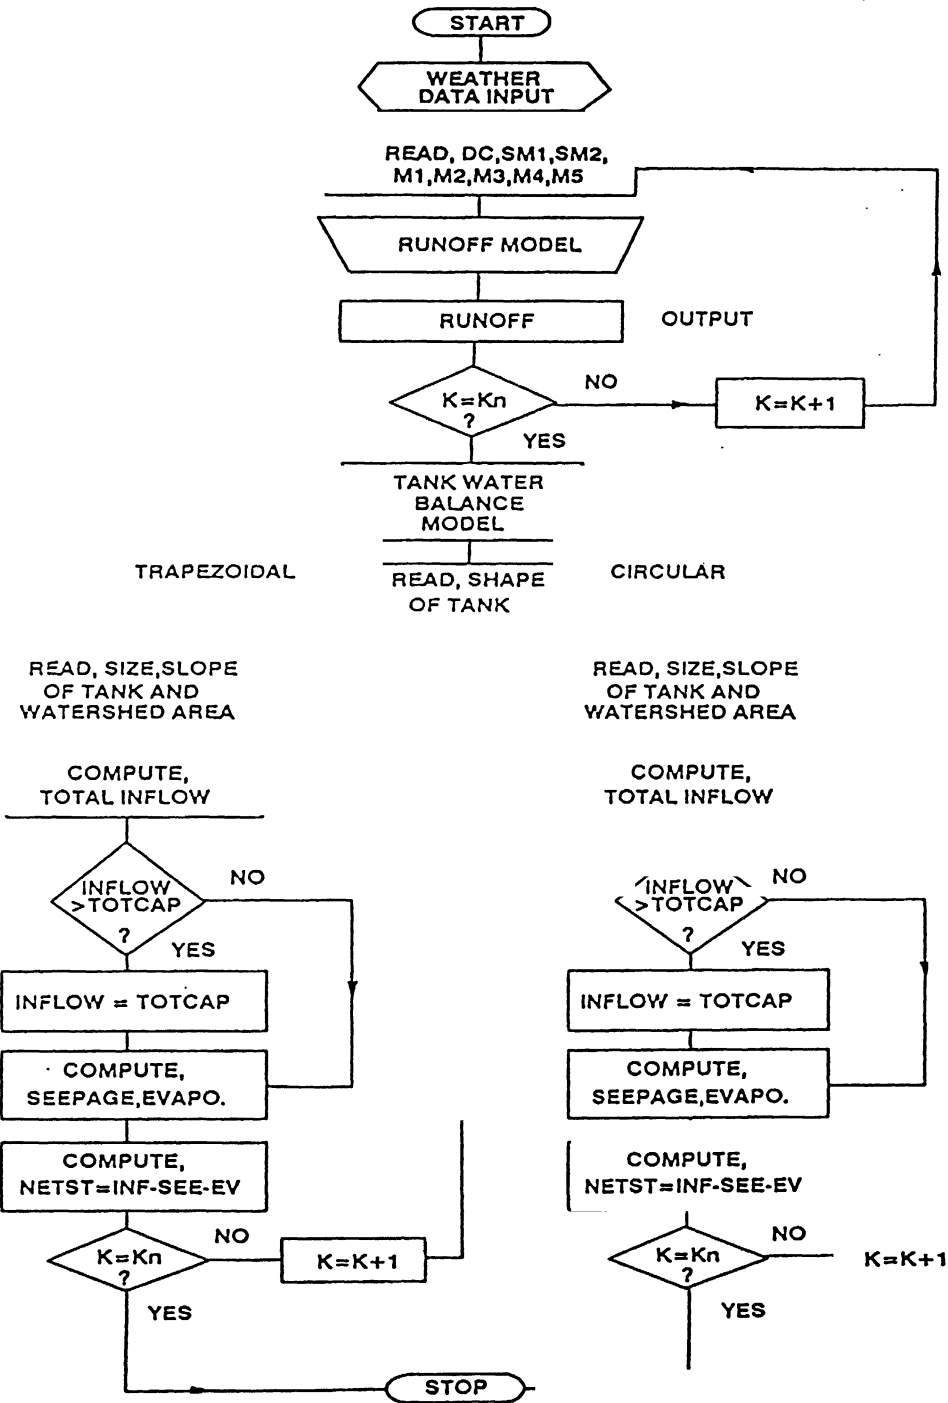 START
WEATHER
DATA INPUT
READ, DC,SM1,SM2,
M1,M2,M3,M4,M5
RUNOFF MODEL
RUNOFF
OUTPUT
K=Kn
?
NO
K=K+1
YES
TANK WATER
BALANCE
MODEL
TRAPEZOIDAL
READ, SHAPE
OF TANK
CIRCULAR
READ, SIZE,SLOPE
OF TANK AND
WATERSHED AREA
COMPUTE,
TOTAL INFLOW
INFLOW
>TOTCAP
?
NO
YES
INFLOW = TOTCAP
COMPUTE,
SEEPAGE,EVAPO.
COMPUTE,
NETST=INF-SEE-EV
K=Kn
?
NO
K=K+1
YES
READ, SIZE,SLOPE
OF TANK AND
WATERSHED AREA
COMPUTE,
TOTAL INFLOW
INFLOW
>TOTCAP
?
NO
YES
INFLOW = TOTCAP
COMPUTE,
SEEPAGE,EVAPO.
COMPUTE,
NETST=INF-SEE-EV
K=Kn
?
NO
K=K+1
YES
STOP